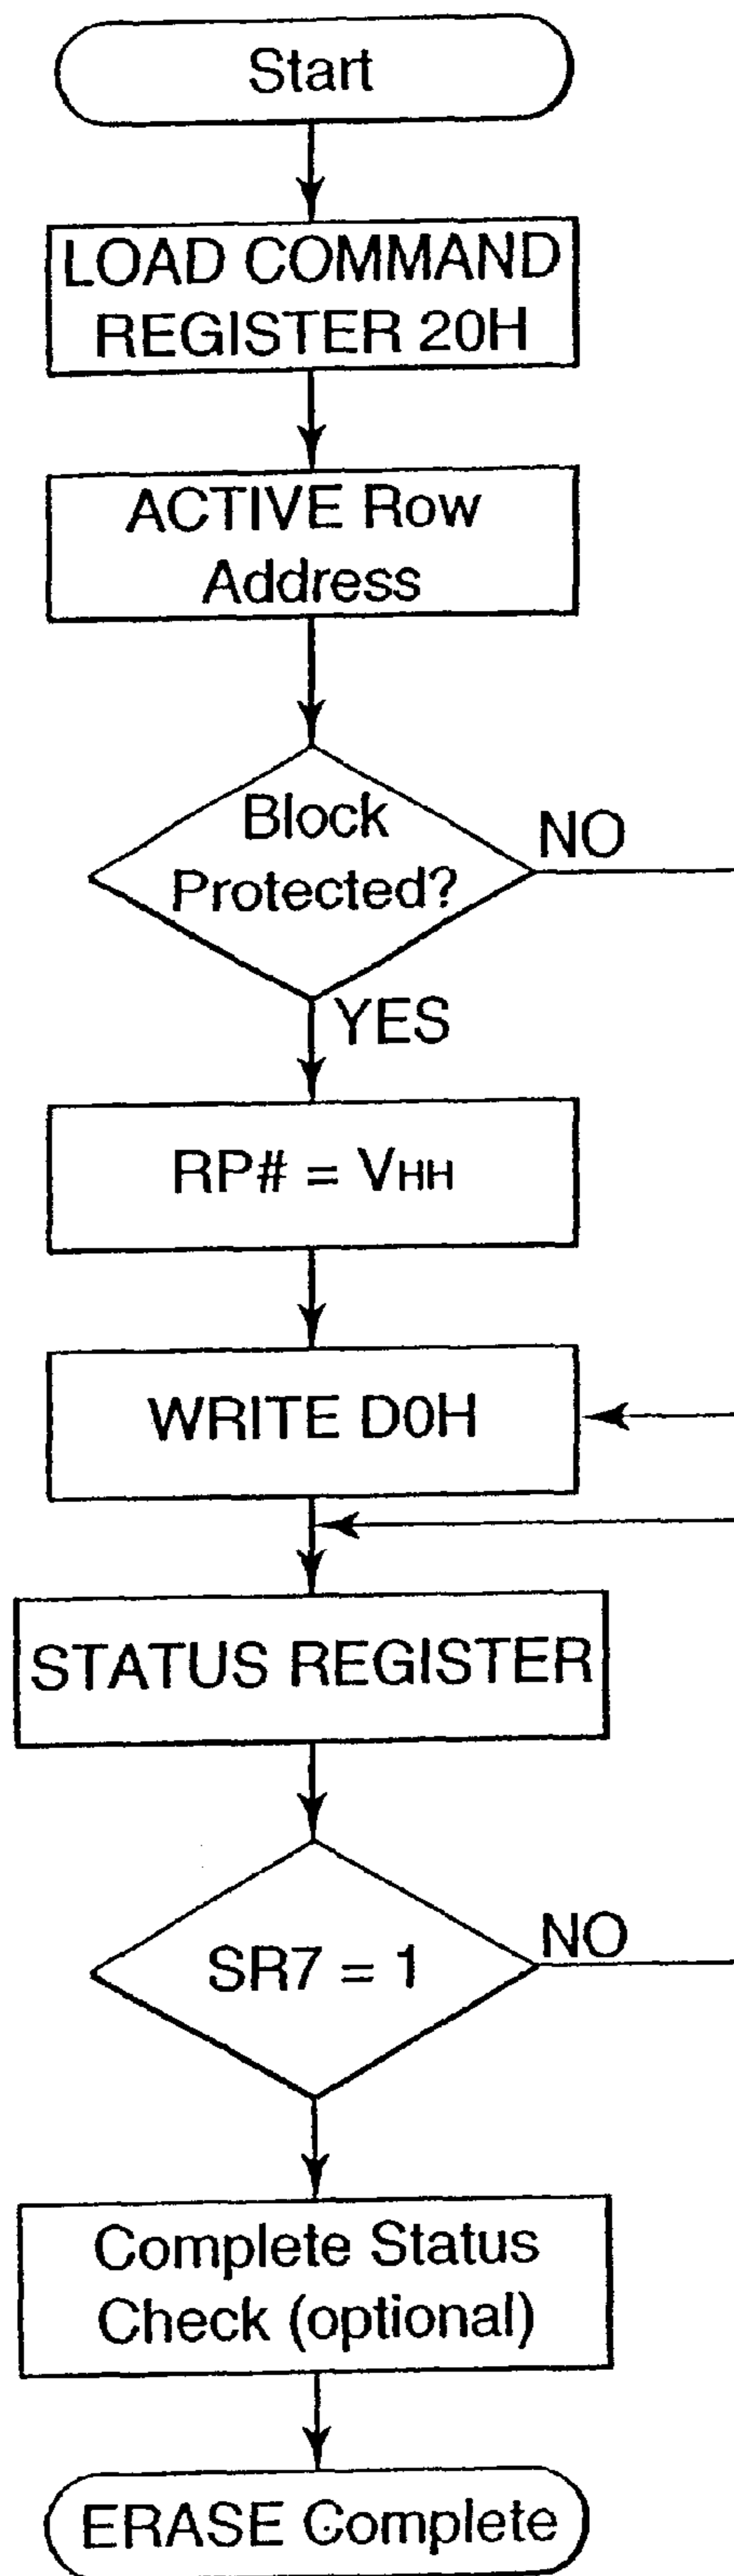 Start
LOAD COMMAND
REGISTER 20H
ACTIVE Row
Address
Block
Protected?
NO
YES
RP# = VHH
WRITE D0H
STATUS REGISTER
SR7 = 1
NO
Complete Status
Check (optional)
ERASE Complete